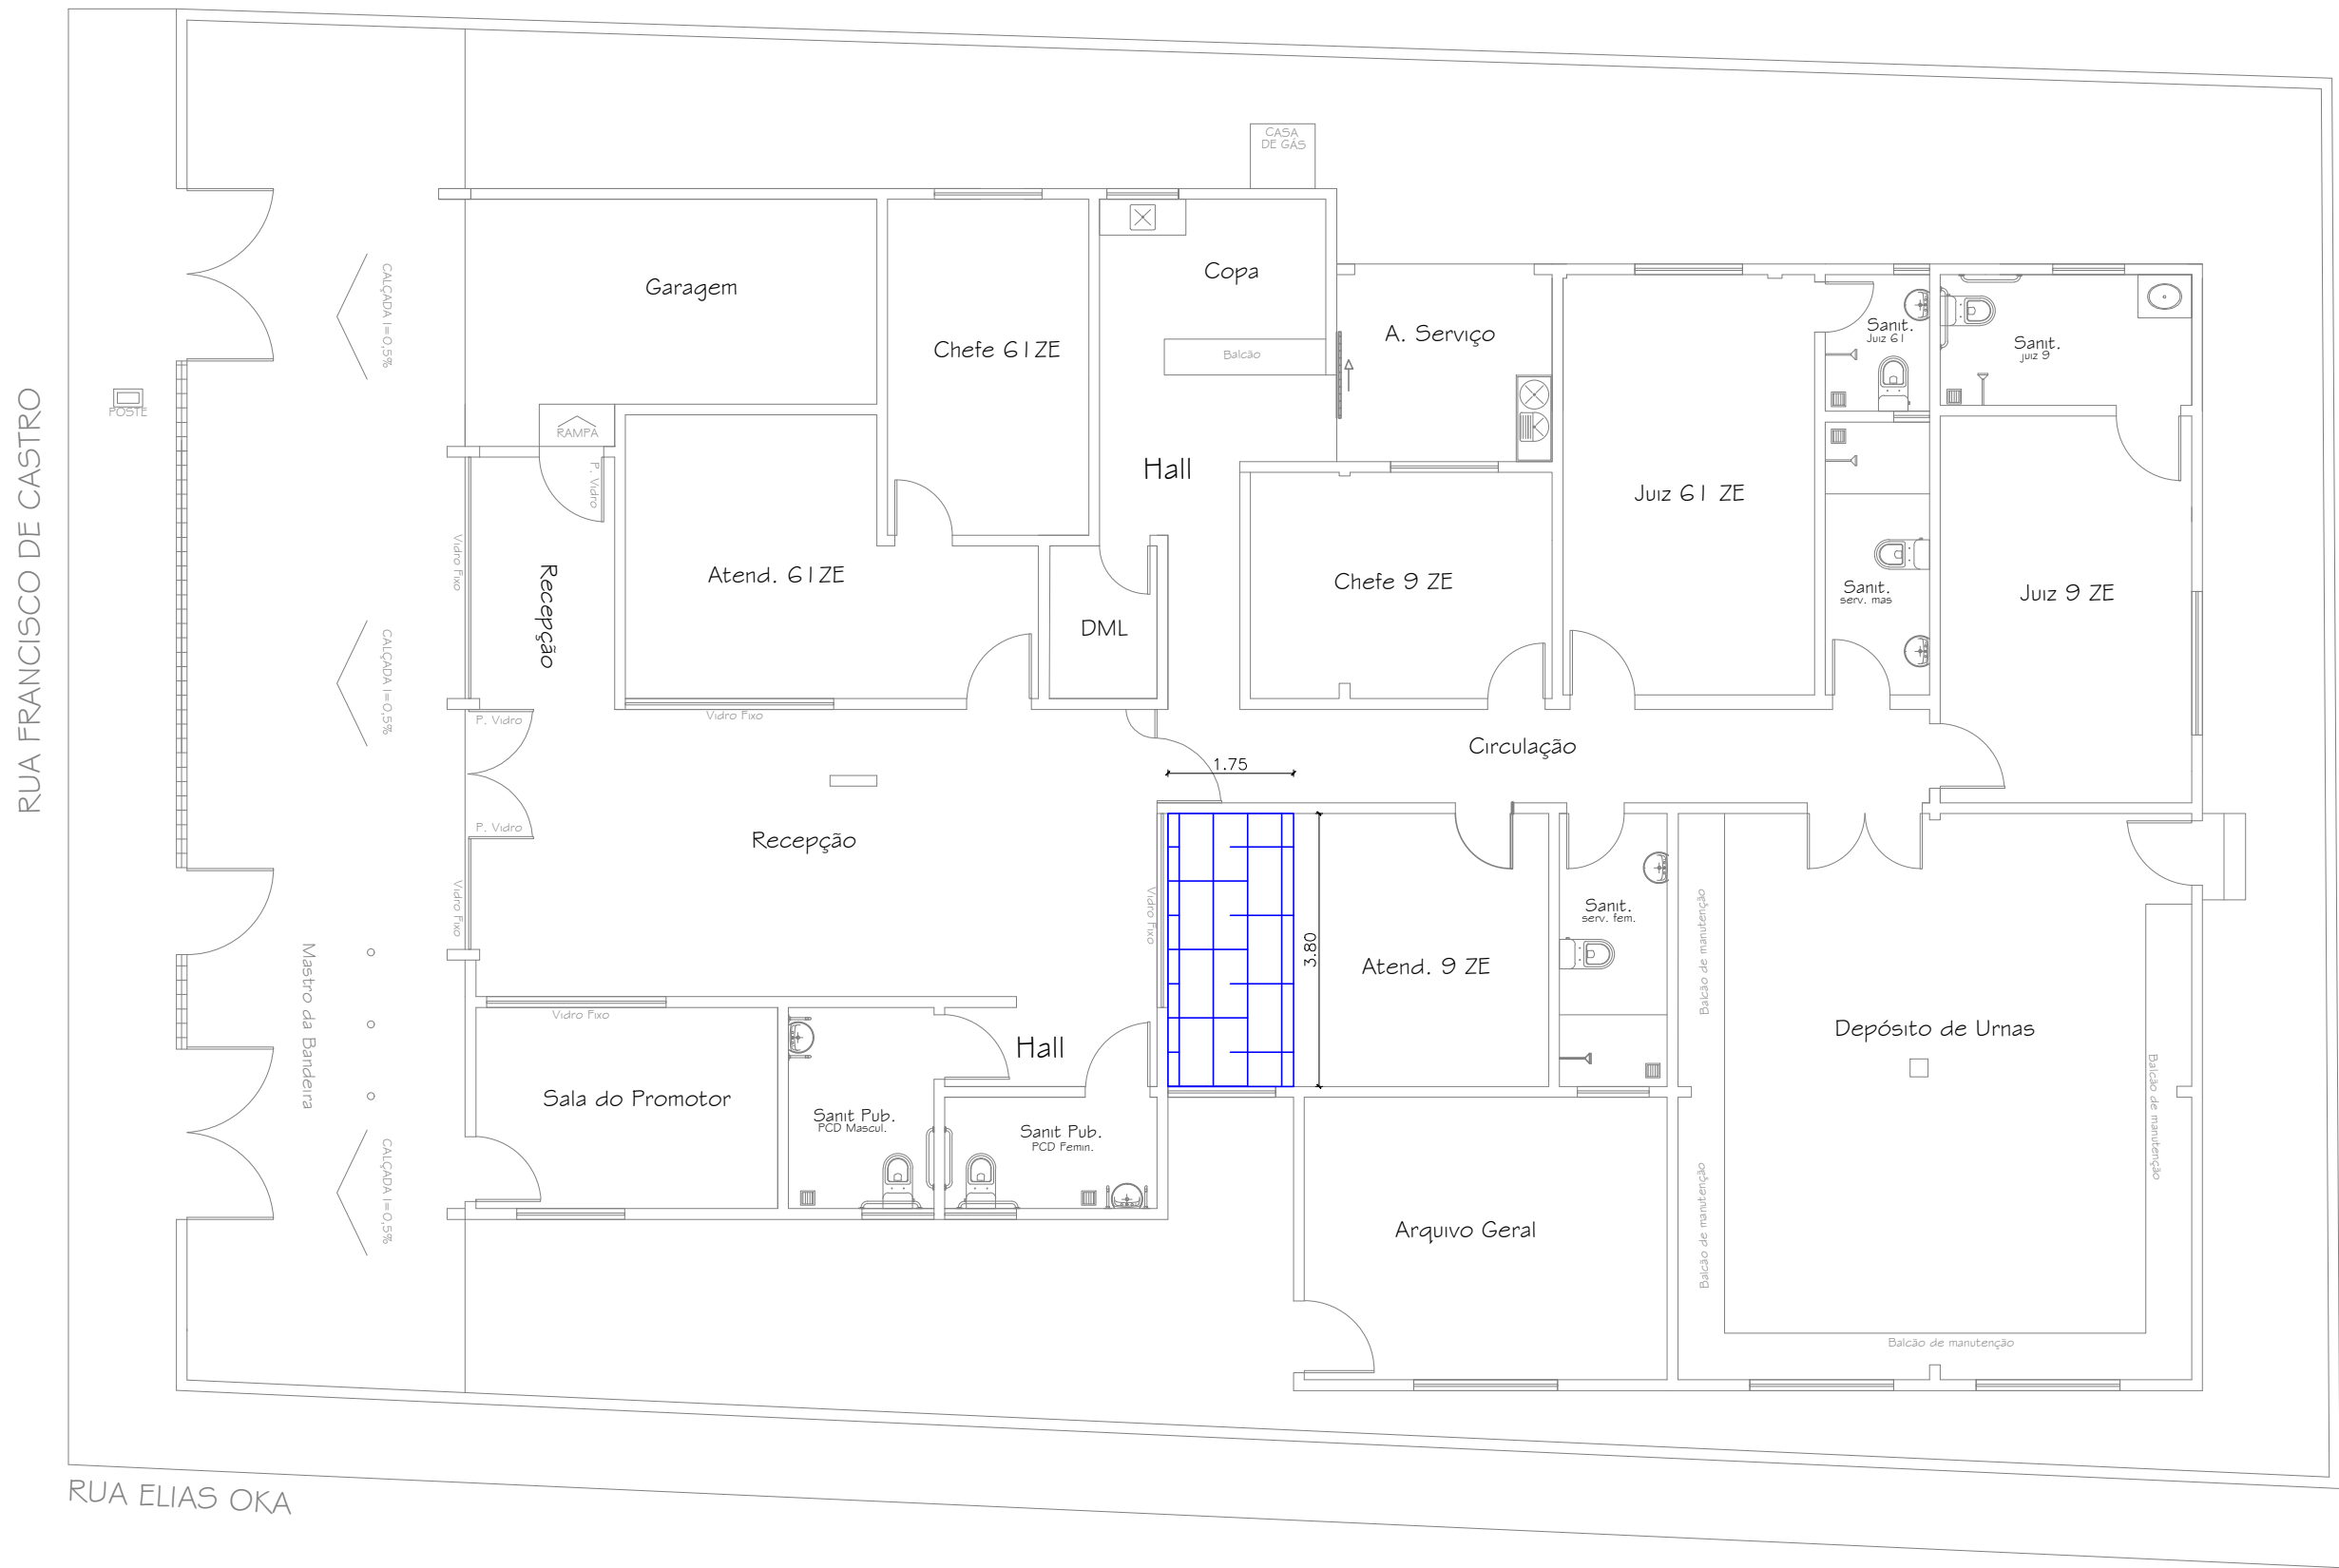 CASA
DE GÁS
Garagem
Chefe 61ZE
Copa
Balcão
A. Serviço
Sanit.
Juiz 61
Sanit.
juiz 9
CALÇADA I=0,5%
POSTE
RUA FRANCISCO DE CASTRO
RAMPA
P. Vidro
Vidro Fixo
Recepção
Atend. 61ZE
Hall
DML
Chefe 9 ZE
Juiz 61 ZE
Sanit.
serv. mas
Juiz 9 ZE
CALÇADA I=0,5%
P. Vidro
Vidro Fixo
Circulação
1.75
P. Vidro
Recepção
Vidro Fixo
Vidro Fixo
3.80
Atend. 9 ZE
Sanit.
serv. fem.
Balcão de manutenção
Depósito de Urnas
Balcão de manutenção
Mastro da Bandeira
Vidro Fixo
Hall
Sala do Promotor
Sanit Pub.
PCD Mascul.
Sanit Pub.
PCD Femin.
CALÇADA I=0,5%
Arquivo Geral
Balcão de manutenção
Balcão de manutenção
RUA ELIAS OKA